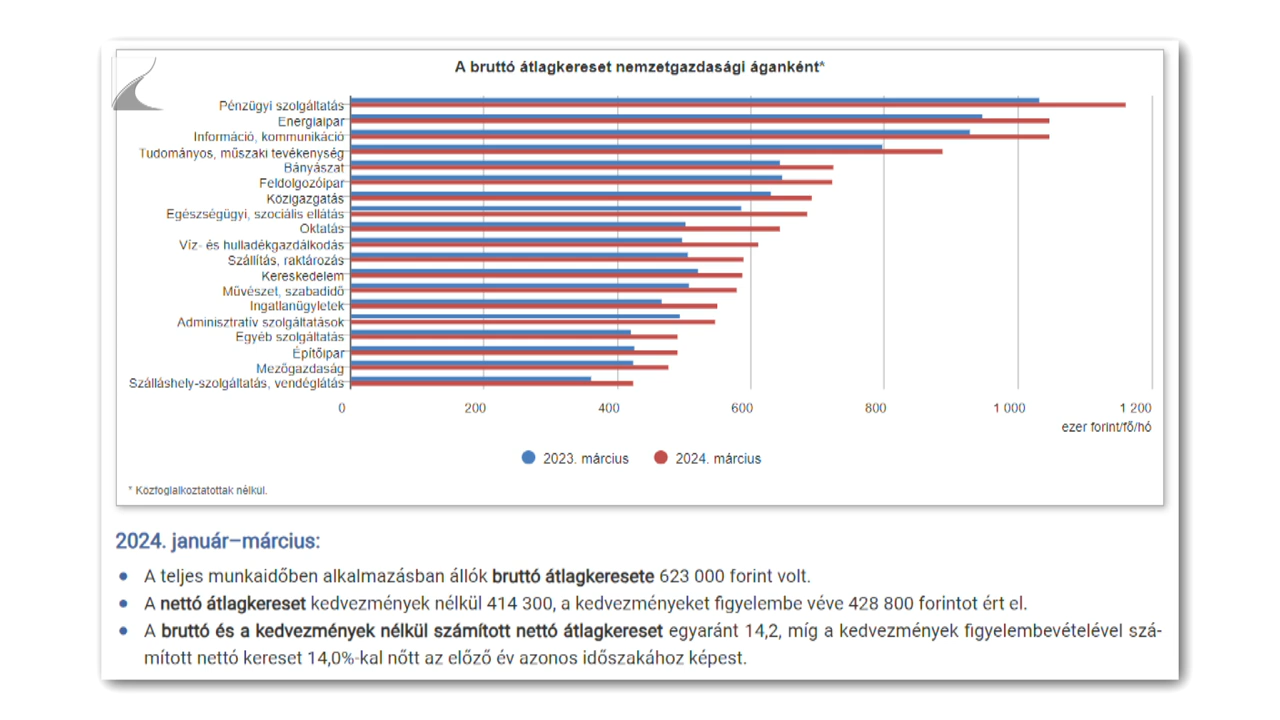 A bruttó átlagkereset nemzetgazdasági áganként*
Pénzügyi szolgáltatás
Energiaipar
Információ, kommunikáció
Tudományos, műszaki tevékenység
Bányászat
Feldolgozóipar
Közigazgatás
Egészségügyi, szociális ellátás
Oktatás
Víz- és hulladékgazdálkodás
Szállítás, raktározás
Kereskedelem
Művészet, szabadidő
Ingatlanügyletek
Adminisztratív szolgáltatások
Egyéb szolgáltatás
Építőipar
Mezőgazdaság
Szálláshely-szolgáltatás, vendéglátás
0 200 400 600 800 1 000 1 200
ezer forint/fő/hó
2023. március 2024. március
* Közfoglalkoztatottak nélkül.
2024. január–március:
• A teljes munkaidőben alkalmazásban állók bruttó átlagkeresete 623 000 forint volt.
• A nettó átlagkereset kedvezmények nélkül 414 300, a kedvezményeket figyelembe véve 428 800 forintot ért el.
• A bruttó és a kedvezmények nélkül számított nettó átlagkereset egyaránt 14,2, míg a kedvezmények figyelembevételével szá-
mított nettó kereset 14,0%-kal nőtt az előző év azonos időszakához képest.